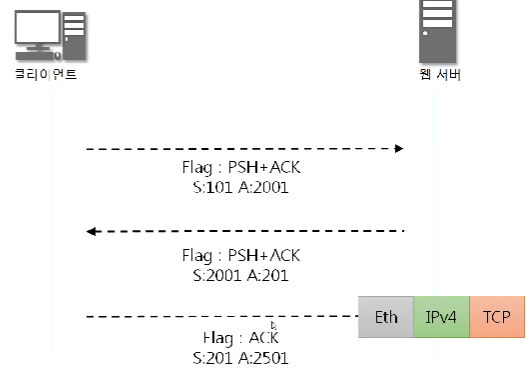 클라이언트
웹 서버
Flag : PSH+ACK
S:101 A:2001
Flag : PSH+ACK
S:2001 A:201
Eth IPv4 TCP
Flag : ACK
S:201 A:2501